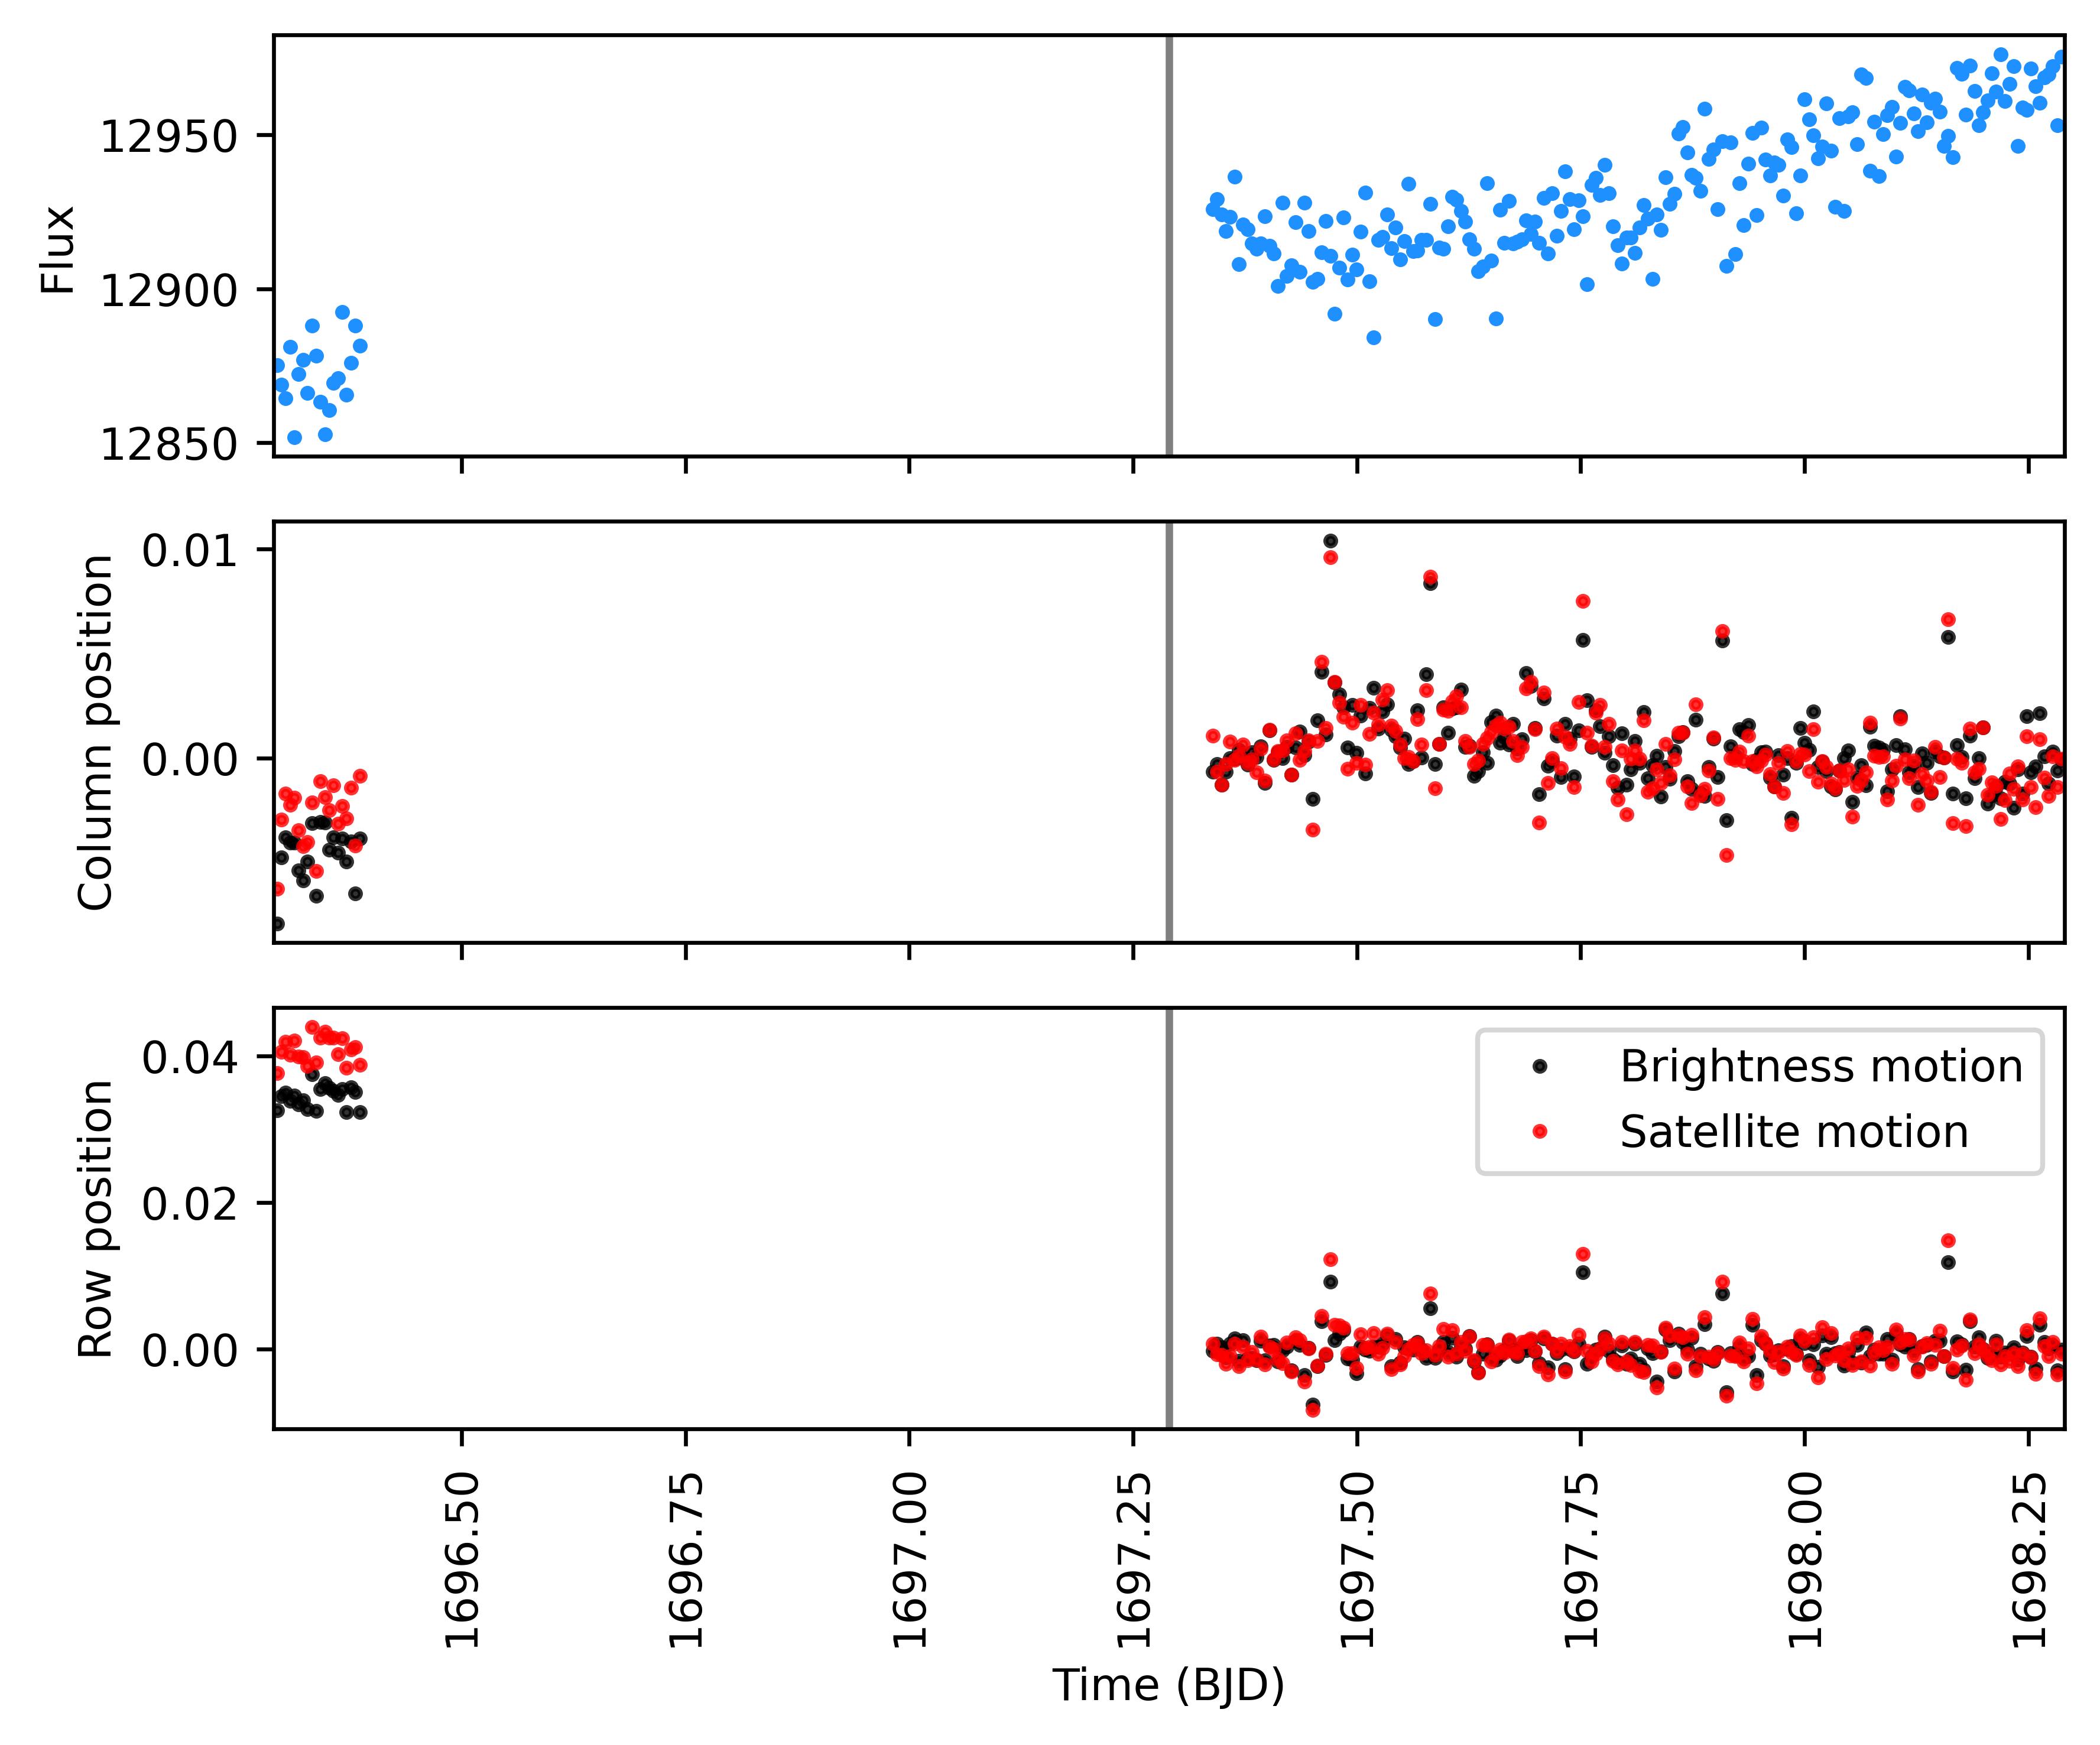 12950
12900
12850
Flux
0.01
0.00
Column position
0.04
0.02
0.00
Row position
Brightness motion
Satellite motion
1696.50
1696.75
1697.00
1697.25
1697.50
1697.75
1698.00
1698.25
Time (BJD)